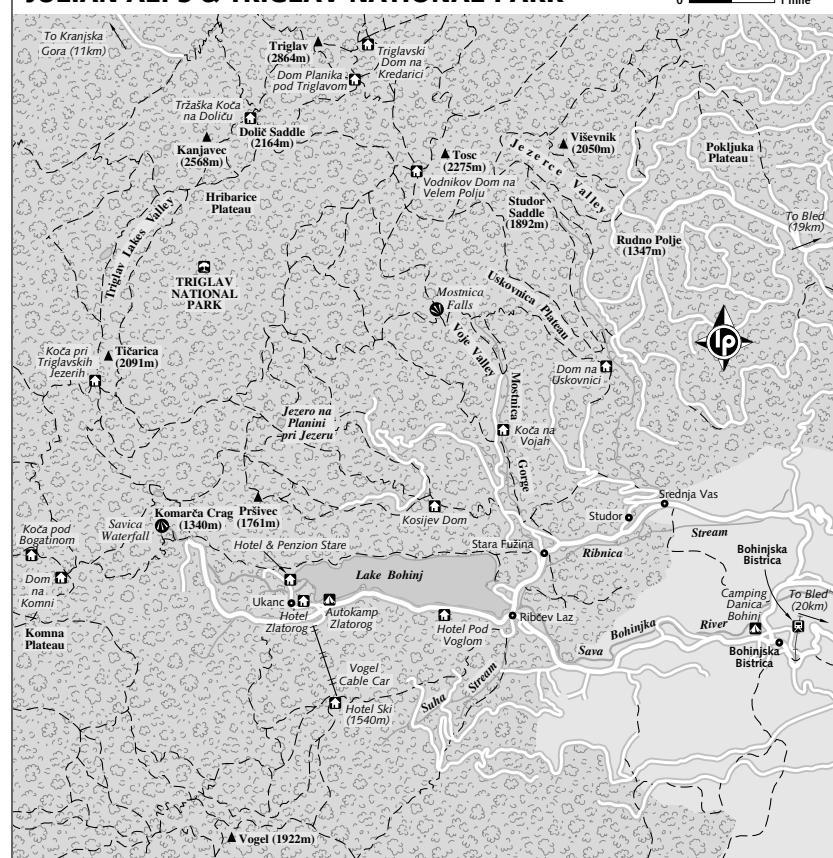 JULIAN ALPS & TRIGLAV NATIONAL PARK
0 1 mile
To Kranjska
Gora (11km)
Triglav
(2864m)
Triglavski
Dom na
Kredarici
Dom Planika
pod Triglavom
Tržaška Koča
na Doliču
Dolič Saddle
(2164m)
Kanjavec
(2568m)
Tosc
(2275m)
Viševnik
(2050m)
Pokljuka
Plateau
Jezerce Valley
Vodnikov Dom na
Velem Polju
Hribarice
Plateau
Studor
Saddle
(1892m)
To Bled
(19km)
Rudno Polje
(1347m)
Triglav Lakes Valley
TRIGLAV
NATIONAL
PARK
Mostnica
Falls
Uskovnica Plateau
lp
Voje Valley
Koča pri
Triglavskih
Jezerih
Tičarica
(2091m)
Dom na
Uskovnici
Mostnica
Gorge
Jezero na
Planini
pri Jezeru
Koča na
Vojah
Pršivec
(1761m)
Komarča Crag
(1340m)
Savica
Waterfall
Kosijev Dom
Srednja Vas
Studor
Koča pod
Bogatinom
Hotel & Penzion Stare
Stara Fužina
Ribnica
Stream
Bohinjska
Bistrica
Dom
na
Komni
Lake Bohinj
Ukanc
Hotel
Zlatorog
Autokamp
Zlatorog
Hotel Pod
Voglom
Ribčev Laz
Camping
Danica
Bohinj
To Bled
(20km)
Komna
Plateau
Sava
Bohinjka
River
Bohinjska
Bistrica
Vogel
Cable Car
Suha
Stream
Hotel Ski
(1540m)
Vogel (1922m)